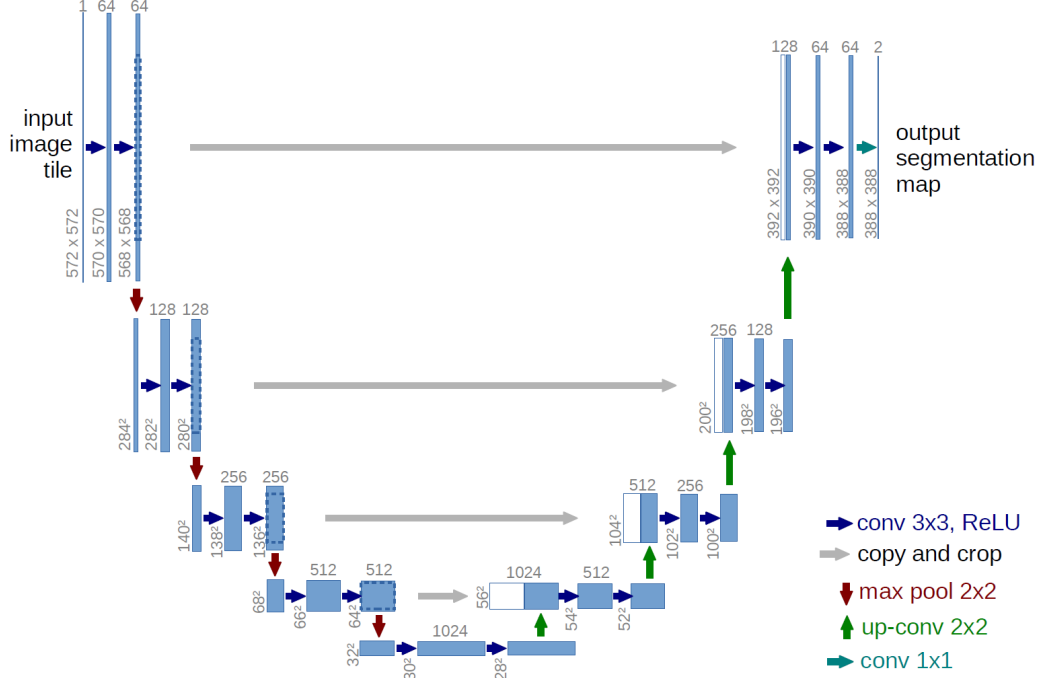 1 64 64
128
64
64
2
input
image
tile
output
segmentation
map
572 x 572
570 x 570
568 x 568
392 x 392
390 x 390
388 x 388
388 x 388
128 128
256 128
284²
282²
280²
200²
198²
196²
256 256
512 256
140²
138²
136²
104²
102²
100²
conv 3x3, ReLU
copy and crop
max pool 2x2
up-conv 2x2
conv 1x1
512 512
1024 512
68²
66²
64²
56²
54²
52²
1024
32²
30²
28²